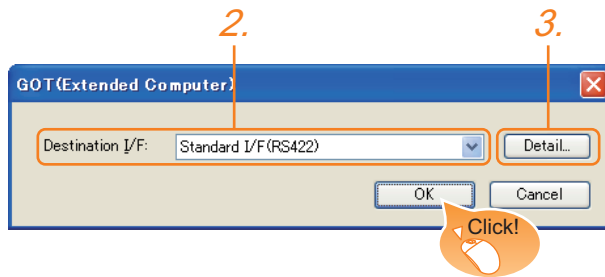 2.
3.
GOT(Extended Computer)
Destination I/F:
Standard I/F(RS422)
Detail...
OK
Cancel
Click!